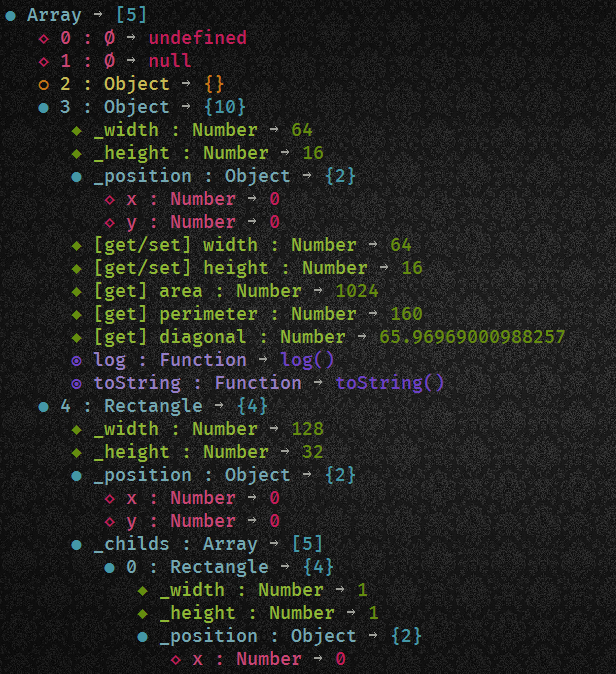 ● Array → [5]
◇ 0 : Ø → undefined
◇ 1 : Ø → null
○ 2 : Object → {}
● 3 : Object → {10}
◆ _width : Number → 64
◆ _height : Number → 16
● _position : Object → {2}
◇ x : Number → 0
◇ y : Number → 0
◆ [get/set] width : Number → 64
◆ [get/set] height : Number → 16
◆ [get] area : Number → 1024
◆ [get] perimeter : Number → 160
◆ [get] diagonal : Number → 65.96969000988257
◎ log : Function → log()
◎ toString : Function → toString()
● 4 : Rectangle → {4}
◆ _width : Number → 128
◆ _height : Number → 32
● _position : Object → {2}
◇ x : Number → 0
◇ y : Number → 0
● _childs : Array → [5]
● 0 : Rectangle → {4}
◆ _width : Number → 1
◆ _height : Number → 1
● _position : Object → {2}
◇ x : Number → 0